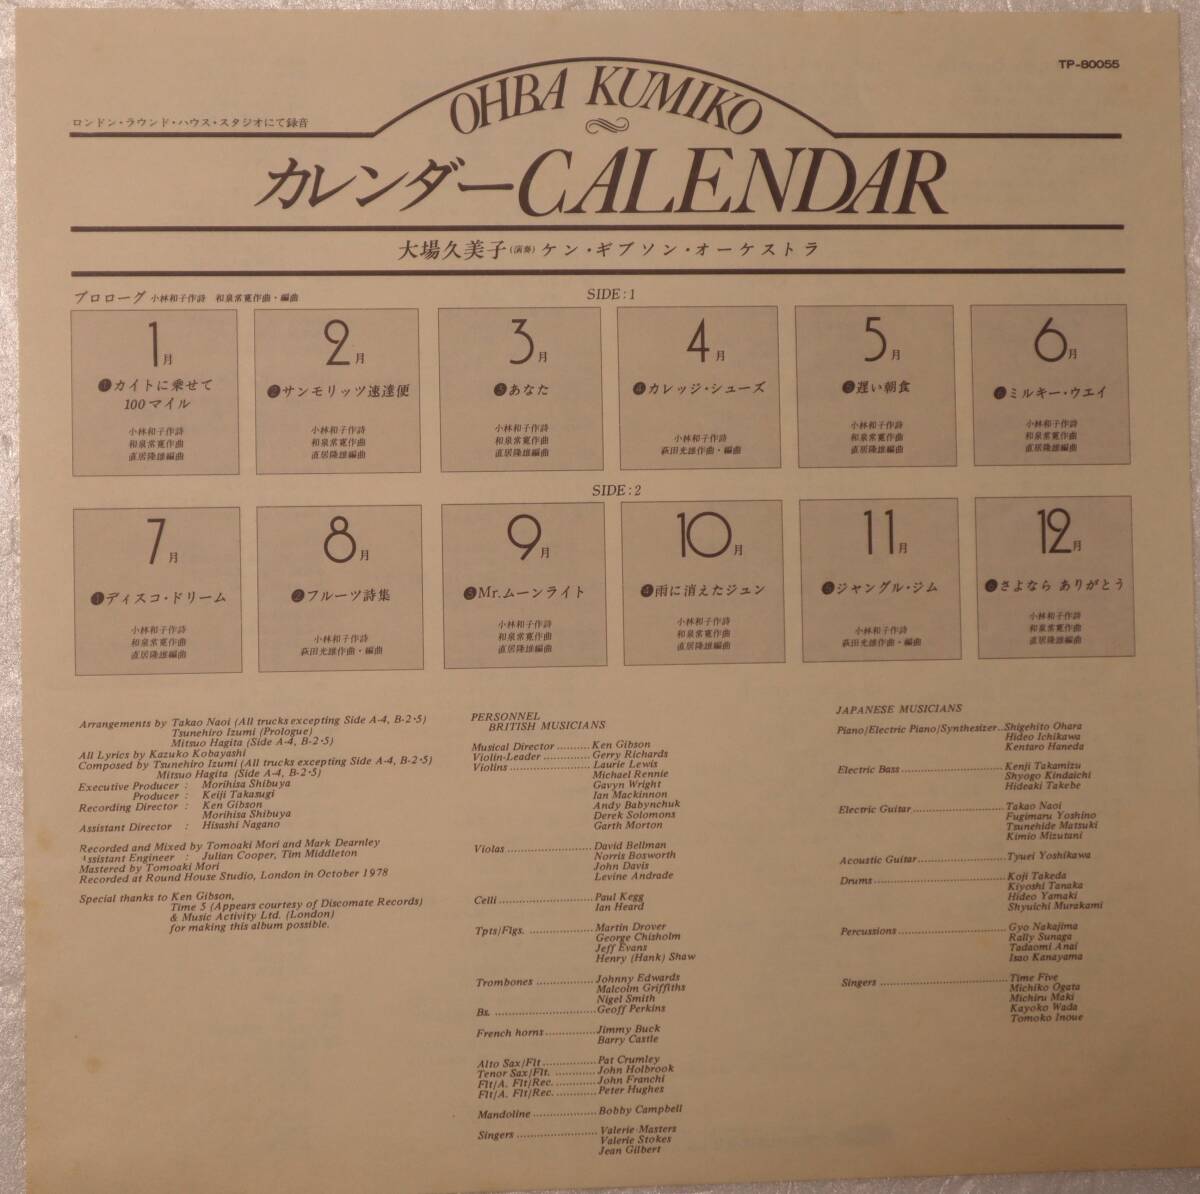 TP-80055
OHBA KUMIKO
ロンドン・ラウンド・ハウス・スタジオにて録音
カレンダーCALENDAR
大場久美子(演奏)ケン・ギブソン・オーケストラ
プロローグ 小林和子作詩 和泉常寛作曲・編曲
SIDE:1
1月
❶カイトに乗せて
100マイル
小林和子作詩
和泉常寛作曲
直居隆雄編曲
2月
❷サンモリッツ速達便
小林和子作詩
和泉常寛作曲
直居隆雄編曲
3月
❸あなた
小林和子作詩
和泉常寛作曲
直居隆雄編曲
4月
❹カレッジ・シューズ
小林和子作詩
萩田光雄作曲・編曲
5月
❺遅い朝食
小林和子作詩
和泉常寛作曲
直居隆雄編曲
6月
❻ミルキー・ウエイ
小林和子作詩
和泉常寛作曲
直居隆雄編曲
SIDE:2
7月
❶ディスコ・ドリーム
小林和子作詩
和泉常寛作曲
直居隆雄編曲
8月
❷フルーツ詩集
小林和子作詩
萩田光雄作曲・編曲
9月
❸Mr.ムーンライト
小林和子作詩
和泉常寛作曲
直居隆雄編曲
10月
❹雨に消えたジュン
小林和子作詩
和泉常寛作曲
直居隆雄編曲
11月
❺ジャングル・ジム
小林和子作詩
萩田光雄作曲・編曲
12月
❻さよなら ありがとう
小林和子作詩
和泉常寛作曲
直居隆雄編曲
Arrangements by Takao Naoi (All trucks excepting Side A-4, B-2・5)
Tsunehiro Izumi (Prologue)
Mitsuo Hagita (Side A-4, B-2・5)
All Lyrics by Kazuko Kobayashi
Composed by Tsunehiro Izumi (All trucks excepting Side A-4, B-2・5)
Mitsuo Hagita (Side A-4, B-2・5)
Executive Producer : Morihisa Shibuya
Producer : Keiji Takasugi
Recording Director : Ken Gibson
Morihisa Shibuya
Assistant Director : Hisashi Nagano
Recorded and Mixed by Tomoaki Mori and Mark Dearnley
Assistant Engineer : Julian Cooper, Tim Middleton
Mastered by Tomoaki Mori
Recorded at Round House Studio, London in October 1978
Special thanks to Ken Gibson,
Time 5 (Appears courtesy of Discomate Records)
& Music Activity Ltd. (London)
for making this album possible.
PERSONNEL
BRITISH MUSICIANS
Musical Director .......... Ken Gibson
Violin-Leader .............. Gerry Richards
Violins ........................ Laurie Lewis
Michael Rennie
Gavyn Wright
Ian Mackinnon
Andy Babynchuk
Derek Solomons
Garth Morton
Violas ........................ David Bellman
Norris Bosworth
John Davis
Levine Andrade
Celli ........................ Paul Kegg
Ian Heard
Tpts/Flgs. .................. Martin Drover
George Chisholm
Jeff Evans
Henry (Hank) Shaw
Trombones ................ Johnny Edwards
Malcolm Griffiths
Nigel Smith
Bs. ........................ Geoff Perkins
French horns ............ Jimmy Buck
Barry Castle
Alto Sax/Flt .............. Pat Crumley
Tenor Sax/Flt. ............ John Holbrook
Flt/A. Flt/Rec. ............ John Franchi
Flt/A. Flt/Rec. ............ Peter Hughes
Mandoline ................ Bobby Campbell
Singers ..................... Valerie Masters
Valerie Stokes
Jean Gilbert
JAPANESE MUSICIANS
Piano/Electric Piano/Synthesizer.. Shigehito Ohara
Hideo Ichikawa
Kentaro Haneda
Electric Bass ........................ Kenji Takamizu
Shyogo Kindaichi
Hideaki Takebe
Electric Guitar ........................ Takao Naoi
Fugimaru Yoshino
Tsunehide Matsuki
Kimio Mizutani
Acoustic Guitar ..................... Tyuei Yoshikawa
Drums ........................ Koji Takeda
Kiyoshi Tanaka
Hideo Yamaki
Shyuichi Murakami
Percussions ........................ Gyo Nakajima
Rally Sunaga
Tadaomi Anai
Isao Kanayama
Singers ........................ Time Five
Michiko Ogata
Michiru Maki
Kayoko Wada
Tomoko Inoue